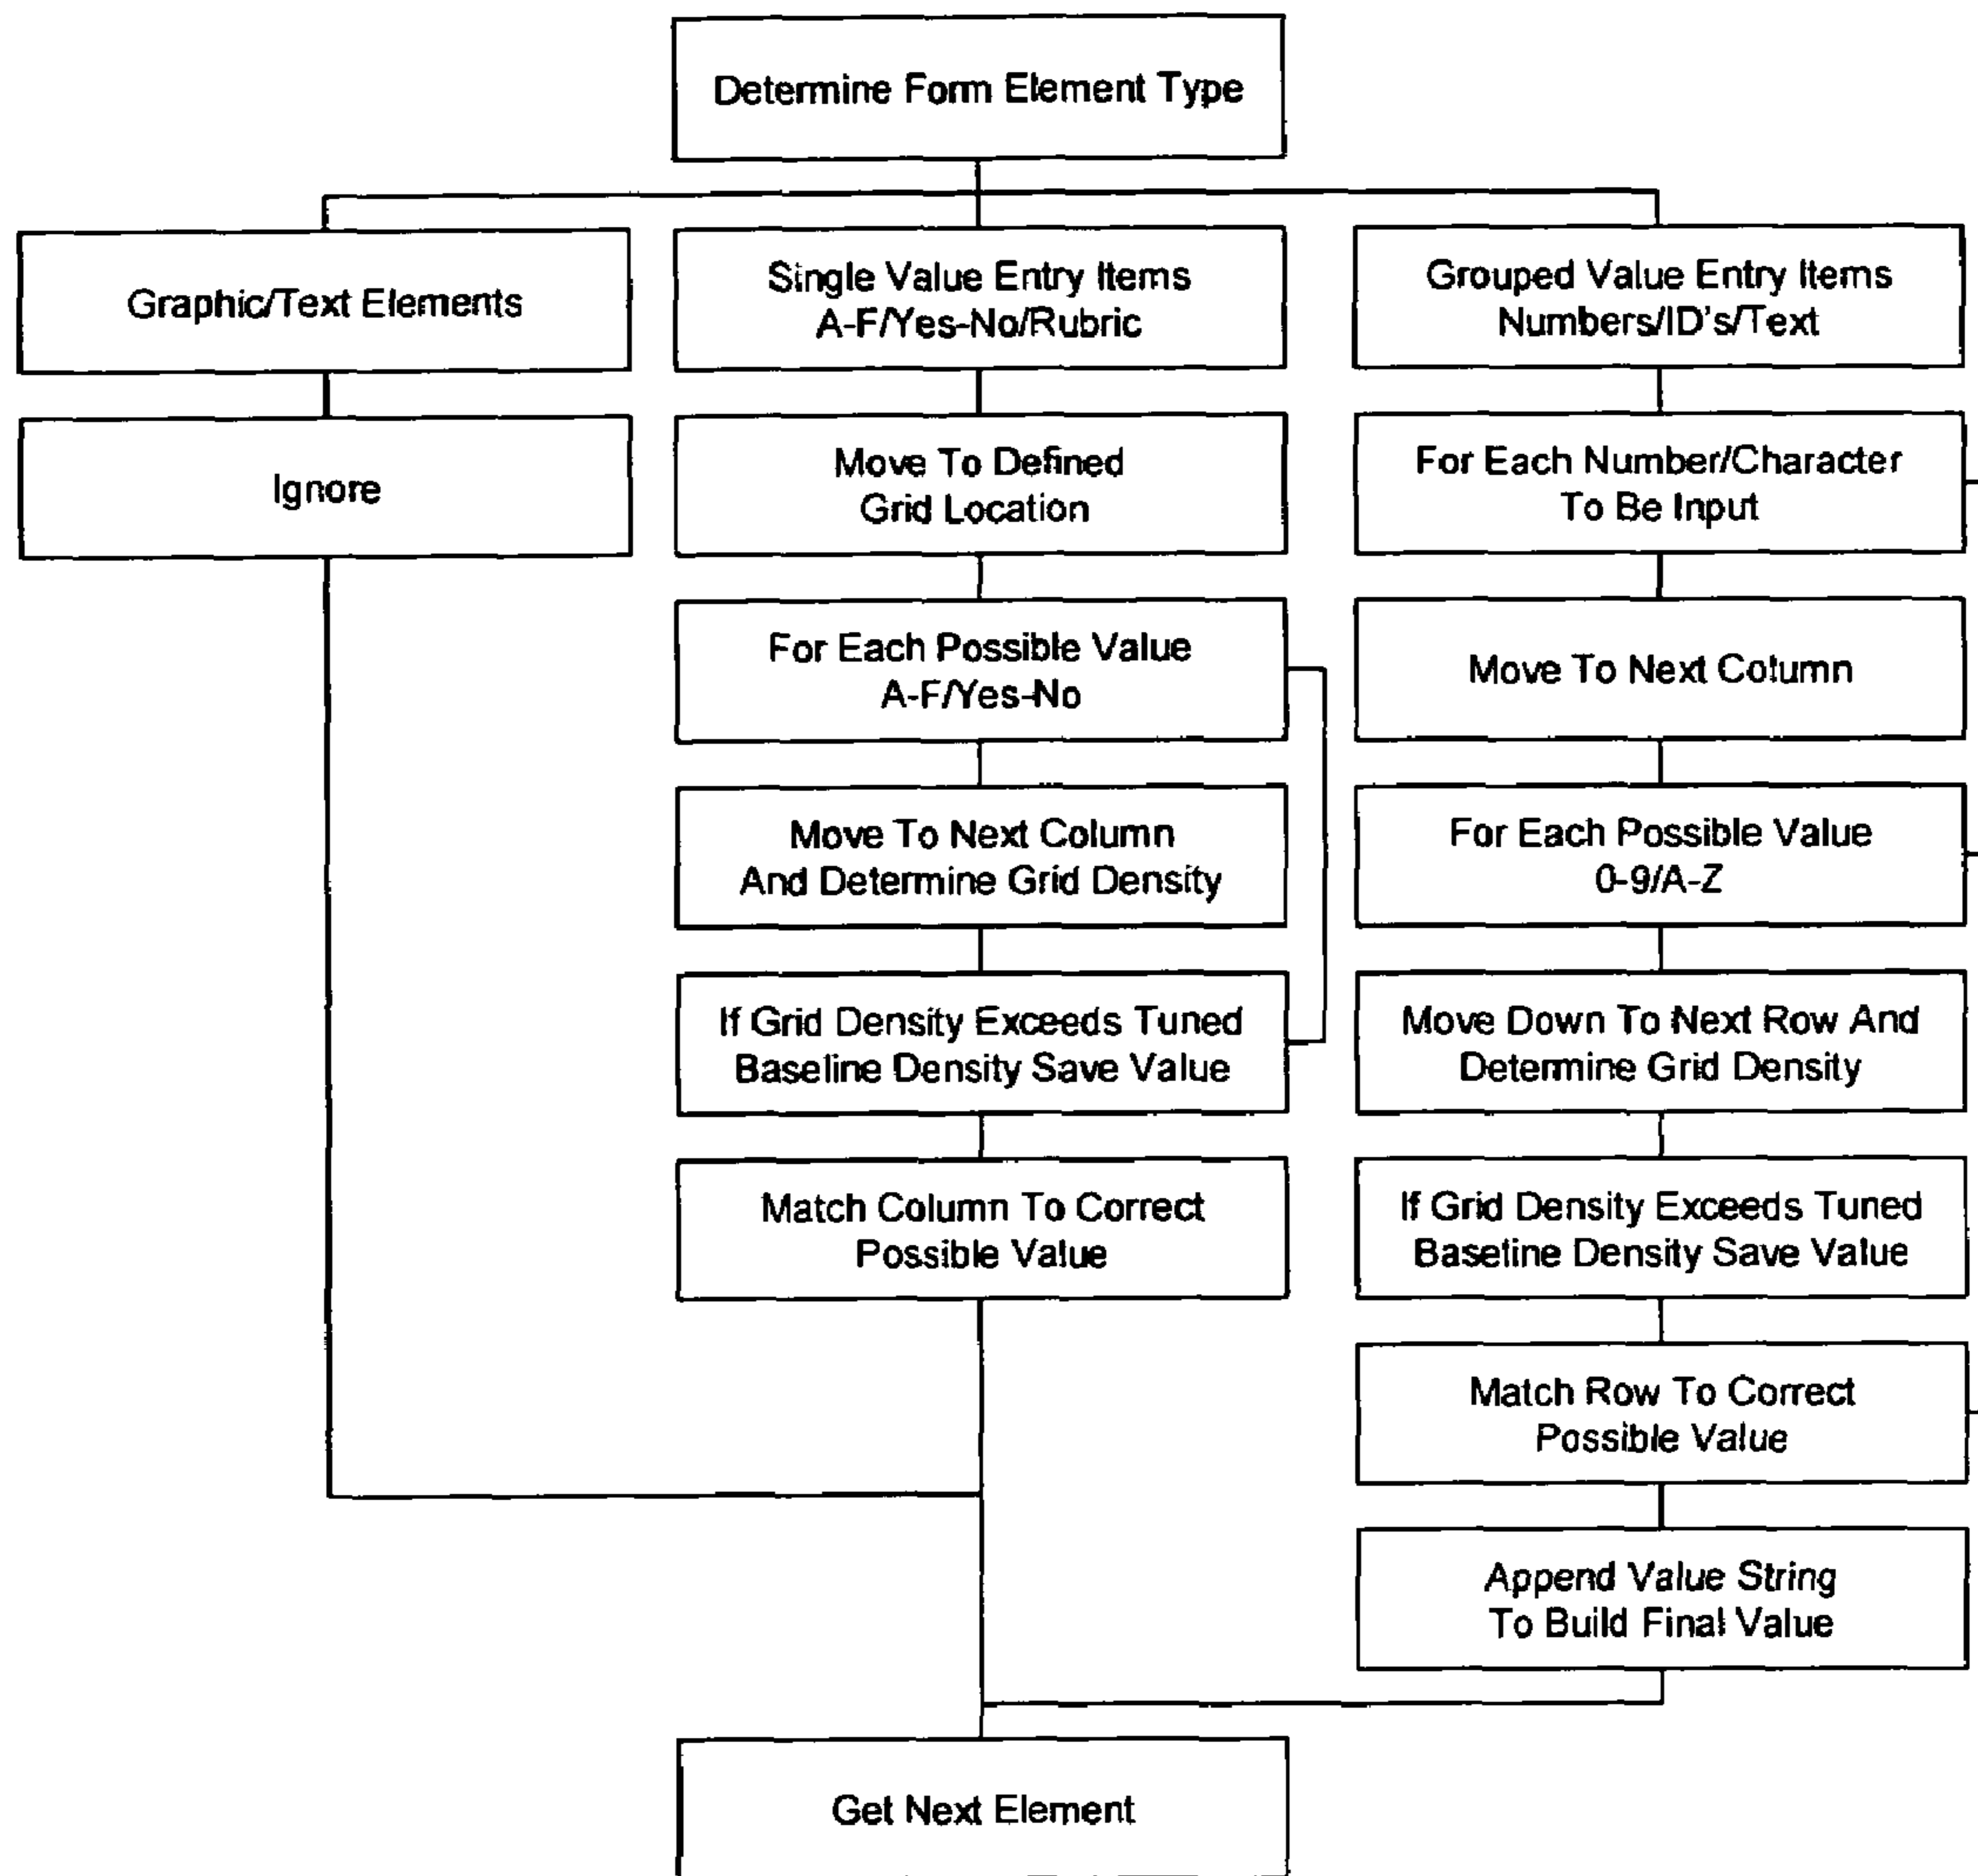 Determine Form Element Type
Graphic/Text Elements
Ignore
Single Value Entry Items
A-F/Yes-No/Rubric
Move To Defined
Grid Location
For Each Possible Value
A-F/Yes-No
Move To Next Column
And Determine Grid Density
If Grid Density Exceeds Tuned
Baseline Density Save Value
Match Column To Correct
Possible Value
Grouped Value Entry Items
Numbers/ID's/Text
For Each Number/Character
To Be Input
Move To Next Column
For Each Possible Value
0-9/A-Z
Move Down To Next Row And
Determine Grid Density
If Grid Density Exceeds Tuned
Baseline Density Save Value
Match Row To Correct
Possible Value
Append Value String
To Build Final Value
Get Next Element